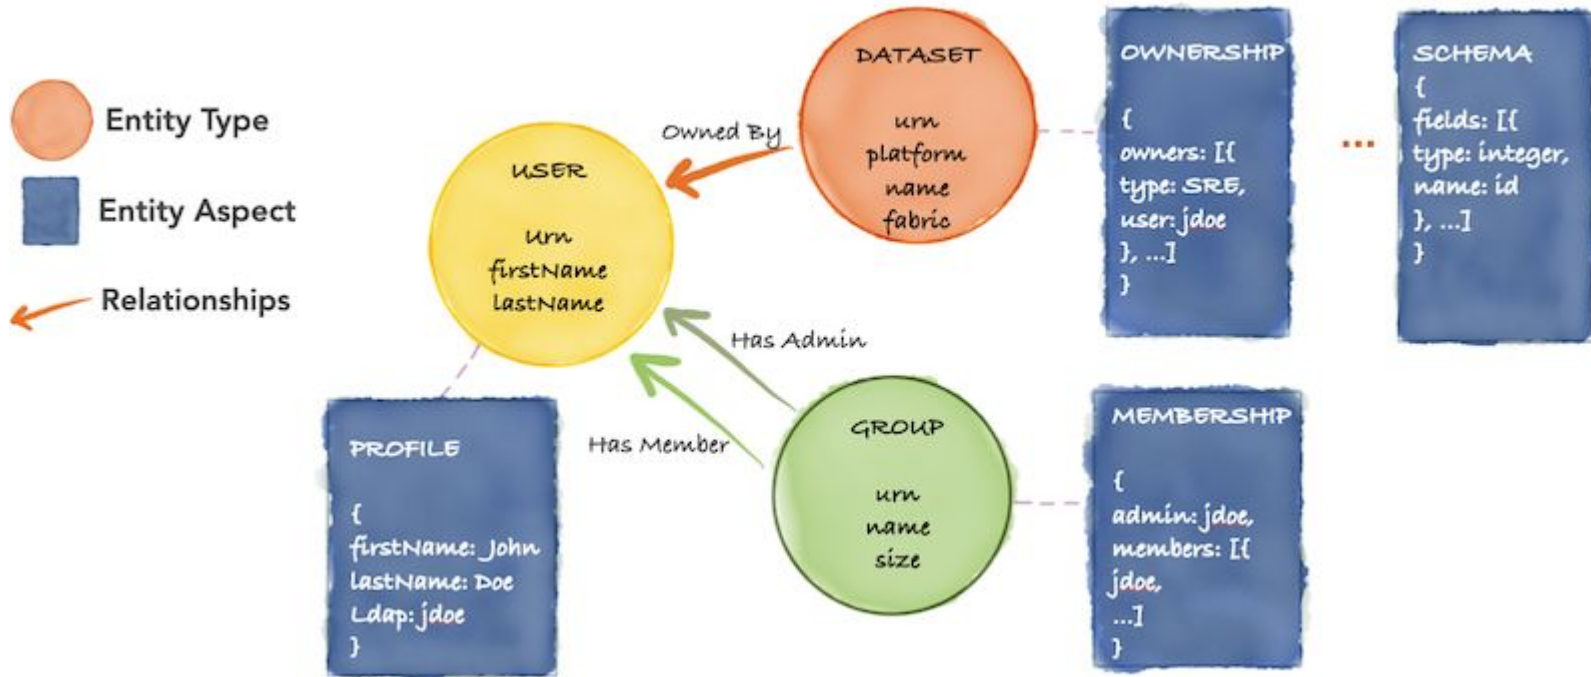 Entity Type
Entity Aspect
Relationships
USER
urn
firstName
lastName
Owned By
DATASET
urn
platform
name
fabric
OWNERSHIP
{
owners: [{
type: SRE,
user: jdoe
}, ...]
}
...
SCHEMA
{
fields: [{
type: integer,
name: id
}, ...]
}
Has Admin
Has Member
PROFILE
{
firstName: John
lastName: Doe
Ldap: jdoe
}
GROUP
urn
name
size
MEMBERSHIP
{
admin: jdoe,
members: [{
jdoe,
...]
}